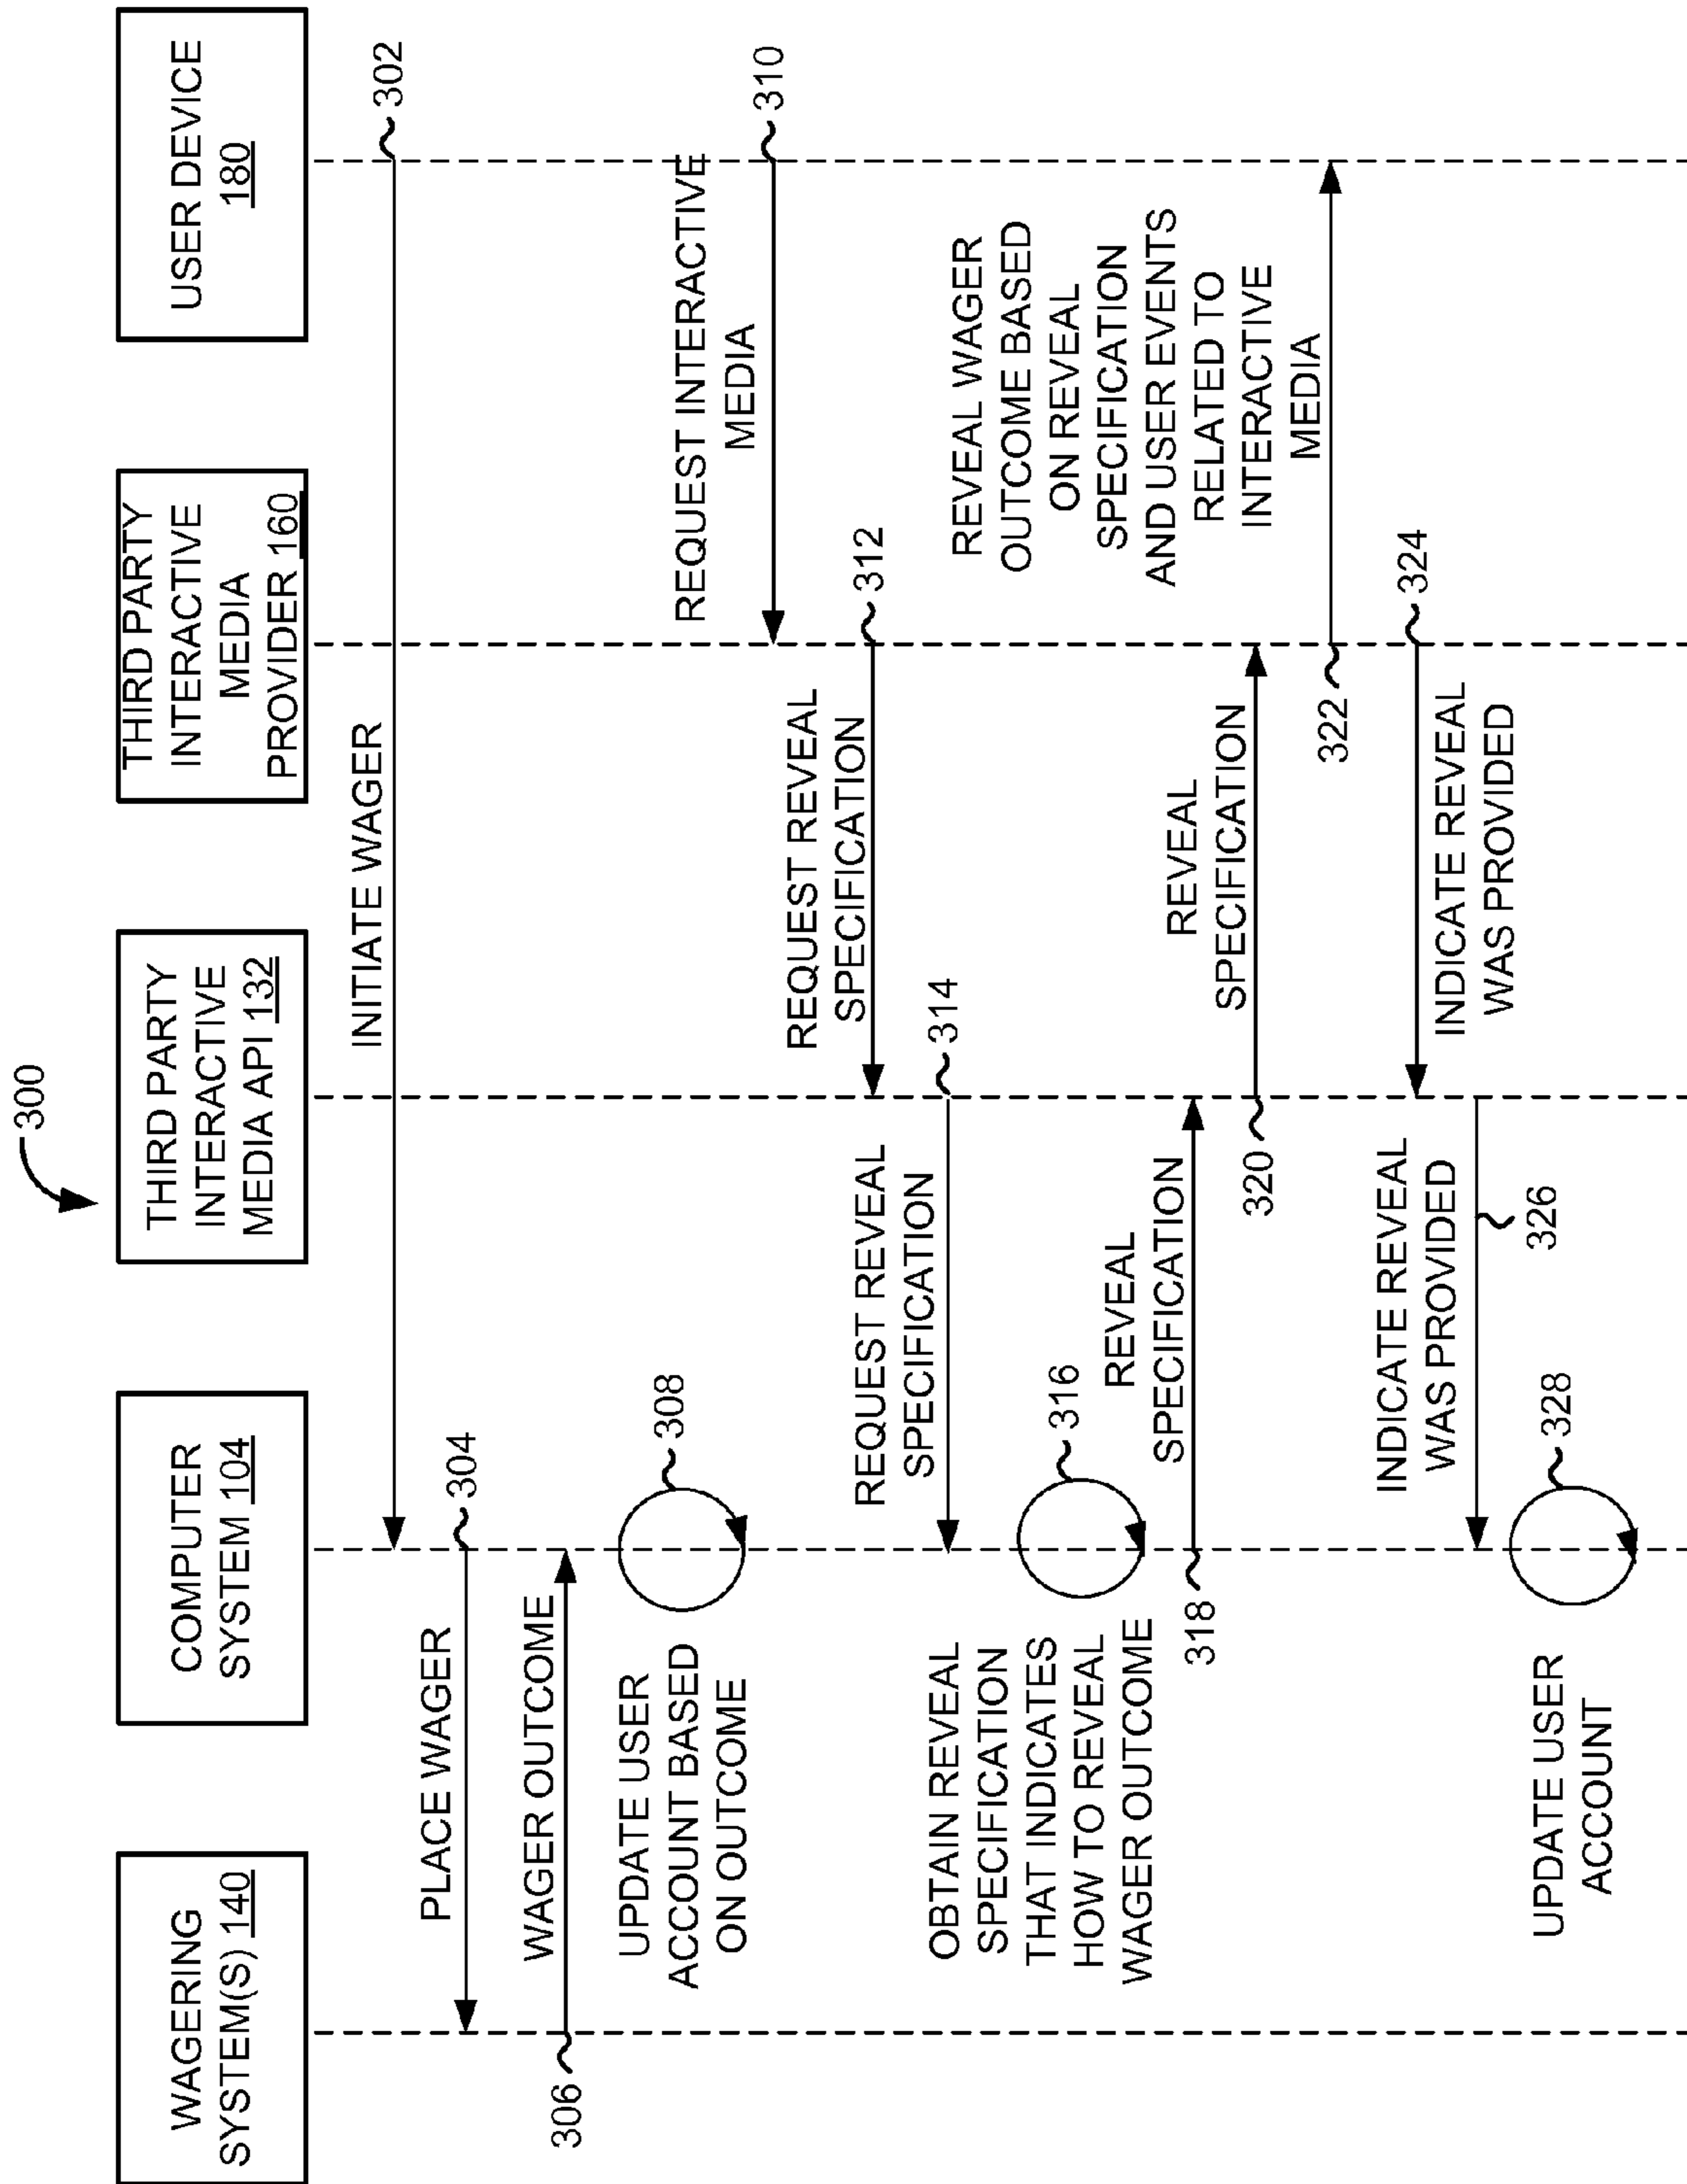 300
WAGERING
SYSTEM(S) 140
COMPUTER
SYSTEM 104
THIRD PARTY
INTERACTIVE
MEDIA API 132
THIRD PARTY
INTERACTIVE
MEDIA
PROVIDER 160
USER DEVICE
180
INITIATE WAGER
302
PLACE WAGER
304
WAGER OUTCOME
306
UPDATE USER
ACCOUNT BASED
ON OUTCOME
308
REQUEST INTERACTIVE
MEDIA
310
REQUEST REVEAL
SPECIFICATION
312
REQUEST REVEAL
SPECIFICATION
314
OBTAIN REVEAL
SPECIFICATION
THAT INDICATES
HOW TO REVEAL
WAGER OUTCOME
316
REVEAL
SPECIFICATION
318
REVEAL
SPECIFICATION
320
REVEAL WAGER
OUTCOME BASED
ON REVEAL
SPECIFICATION
AND USER EVENTS
RELATED TO
INTERACTIVE
MEDIA
322
INDICATE REVEAL
WAS PROVIDED
324
INDICATE REVEAL
WAS PROVIDED
326
UPDATE USER
ACCOUNT
328